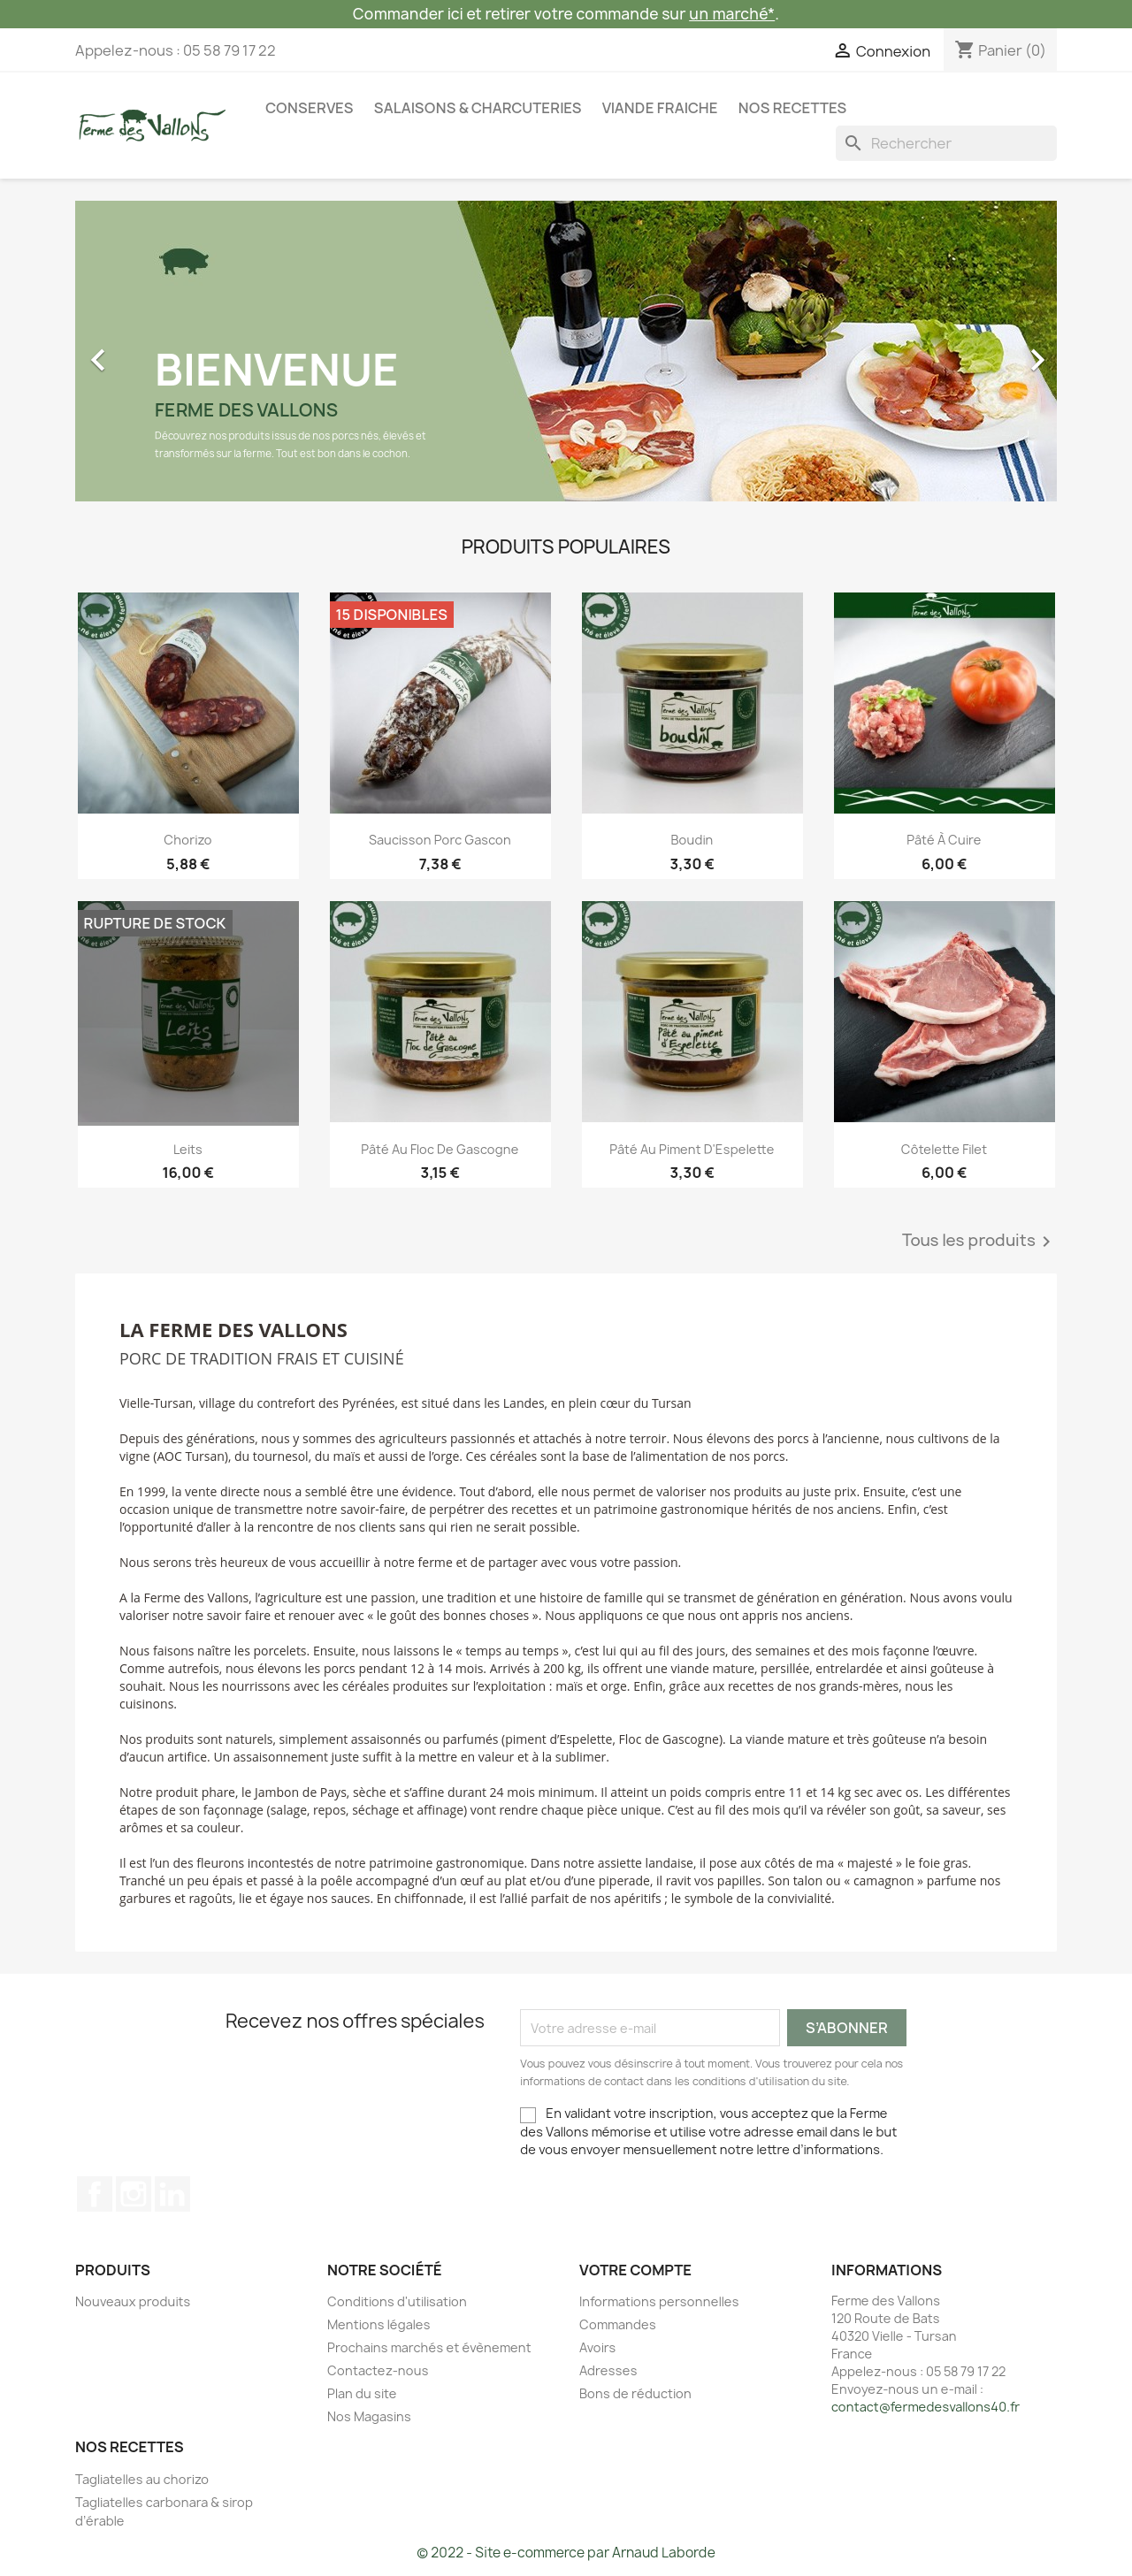 Commander ici et retirer votre commande sur un marché*.
Appelez-nous : 05 58 79 17 22
Connexion
Panier (0)
Ferme des Vallons
CONSERVES
SALAISONS & CHARCUTERIES
VIANDE FRAICHE
NOS RECETTES
Rechercher
BIENVENUE
FERME DES VALLONS
Découvrez nos produits issus de nos porcs nés, élevés et
transformés sur la ferme. Tout est bon dans le cochon.
PRODUITS POPULAIRES
15 DISPONIBLES
Ferme des Vallons
boudin
Ferme des Vallons
Chorizo
5,88 €
Saucisson Porc Gascon
7,38 €
Boudin
3,30 €
Pâté À Cuire
6,00 €
RUPTURE DE STOCK
Ferme des Vallons
Leits
Ferme des Vallons
Pâté au
Floc de Gascogne
Ferme des Vallons
Pâté au piment
d'Espelette
Leits
16,00 €
Pâté Au Floc De Gascogne
3,15 €
Pâté Au Piment D'Espelette
3,30 €
Côtelette Filet
6,00 €
Tous les produits
LA FERME DES VALLONS
PORC DE TRADITION FRAIS ET CUISINÉ
Vielle-Tursan, village du contrefort des Pyrénées, est situé dans les Landes, en plein cœur du Tursan
Depuis des générations, nous y sommes des agriculteurs passionnés et attachés à notre terroir. Nous élevons des porcs à l’ancienne, nous cultivons de la
vigne (AOC Tursan), du tournesol, du maïs et aussi de l’orge. Ces céréales sont la base de l’alimentation de nos porcs.
En 1999, la vente directe nous a semblé être une évidence. Tout d’abord, elle nous permet de valoriser nos produits au juste prix. Ensuite, c’est une
occasion unique de transmettre notre savoir-faire, de perpétrer des recettes et un patrimoine gastronomique hérités de nos anciens. Enfin, c’est
l’opportunité d’aller à la rencontre de nos clients sans qui rien ne serait possible.
Nous serons très heureux de vous accueillir à notre ferme et de partager avec vous votre passion.
A la Ferme des Vallons, l’agriculture est une passion, une tradition et une histoire de famille qui se transmet de génération en génération. Nous avons voulu
valoriser notre savoir faire et renouer avec « le goût des bonnes choses ». Nous appliquons ce que nous ont appris nos anciens.
Nous faisons naître les porcelets. Ensuite, nous laissons le « temps au temps », c’est lui qui au fil des jours, des semaines et des mois façonne l’œuvre.
Comme autrefois, nous élevons les porcs pendant 12 à 14 mois. Arrivés à 200 kg, ils offrent une viande mature, persillée, entrelardée et ainsi goûteuse à
souhait. Nous les nourrissons avec les céréales produites sur l’exploitation : maïs et orge. Enfin, grâce aux recettes de nos grands-mères, nous les
cuisinons.
Nos produits sont naturels, simplement assaisonnés ou parfumés (piment d’Espelette, Floc de Gascogne). La viande mature et très goûteuse n’a besoin
d’aucun artifice. Un assaisonnement juste suffit à la mettre en valeur et à la sublimer.
Notre produit phare, le Jambon de Pays, sèche et s’affine durant 24 mois minimum. Il atteint un poids compris entre 11 et 14 kg sec avec os. Les différentes
étapes de son façonnage (salage, repos, séchage et affinage) vont rendre chaque pièce unique. C’est au fil des mois qu’il va révéler son goût, sa saveur, ses
arômes et sa couleur.
Il est l’un des fleurons incontestés de notre patrimoine gastronomique. Dans notre assiette landaise, il pose aux côtés de ma « majesté » le foie gras.
Tranché un peu épais et passé à la poêle accompagné d’un œuf au plat et/ou d’une piperade, il ravit vos papilles. Son talon ou « camagnon » parfume nos
garbures et ragoûts, lie et égaye nos sauces. En chiffonnade, il est l’allié parfait de nos apéritifs ; le symbole de la convivialité.
Recevez nos offres spéciales
Votre adresse e-mail
S’ABONNER
Vous pouvez vous désinscrire à tout moment. Vous trouverez pour cela nos
informations de contact dans les conditions d'utilisation du site.
En validant votre inscription, vous acceptez que la Ferme
des Vallons mémorise et utilise votre adresse email dans le but
de vous envoyer mensuellement notre lettre d’informations.
PRODUITS
Nouveaux produits
NOTRE SOCIÉTÉ
Conditions d'utilisation
Mentions légales
Prochains marchés et évènement
Contactez-nous
Plan du site
Nos Magasins
VOTRE COMPTE
Informations personnelles
Commandes
Avoirs
Adresses
Bons de réduction
INFORMATIONS
Ferme des Vallons
120 Route de Bats
40320 Vielle - Tursan
France
Appelez-nous : 05 58 79 17 22
Envoyez-nous un e-mail :
contact@fermedesvallons40.fr
NOS RECETTES
Tagliatelles au chorizo
Tagliatelles carbonara & sirop
d’érable
© 2022 - Site e-commerce par Arnaud Laborde